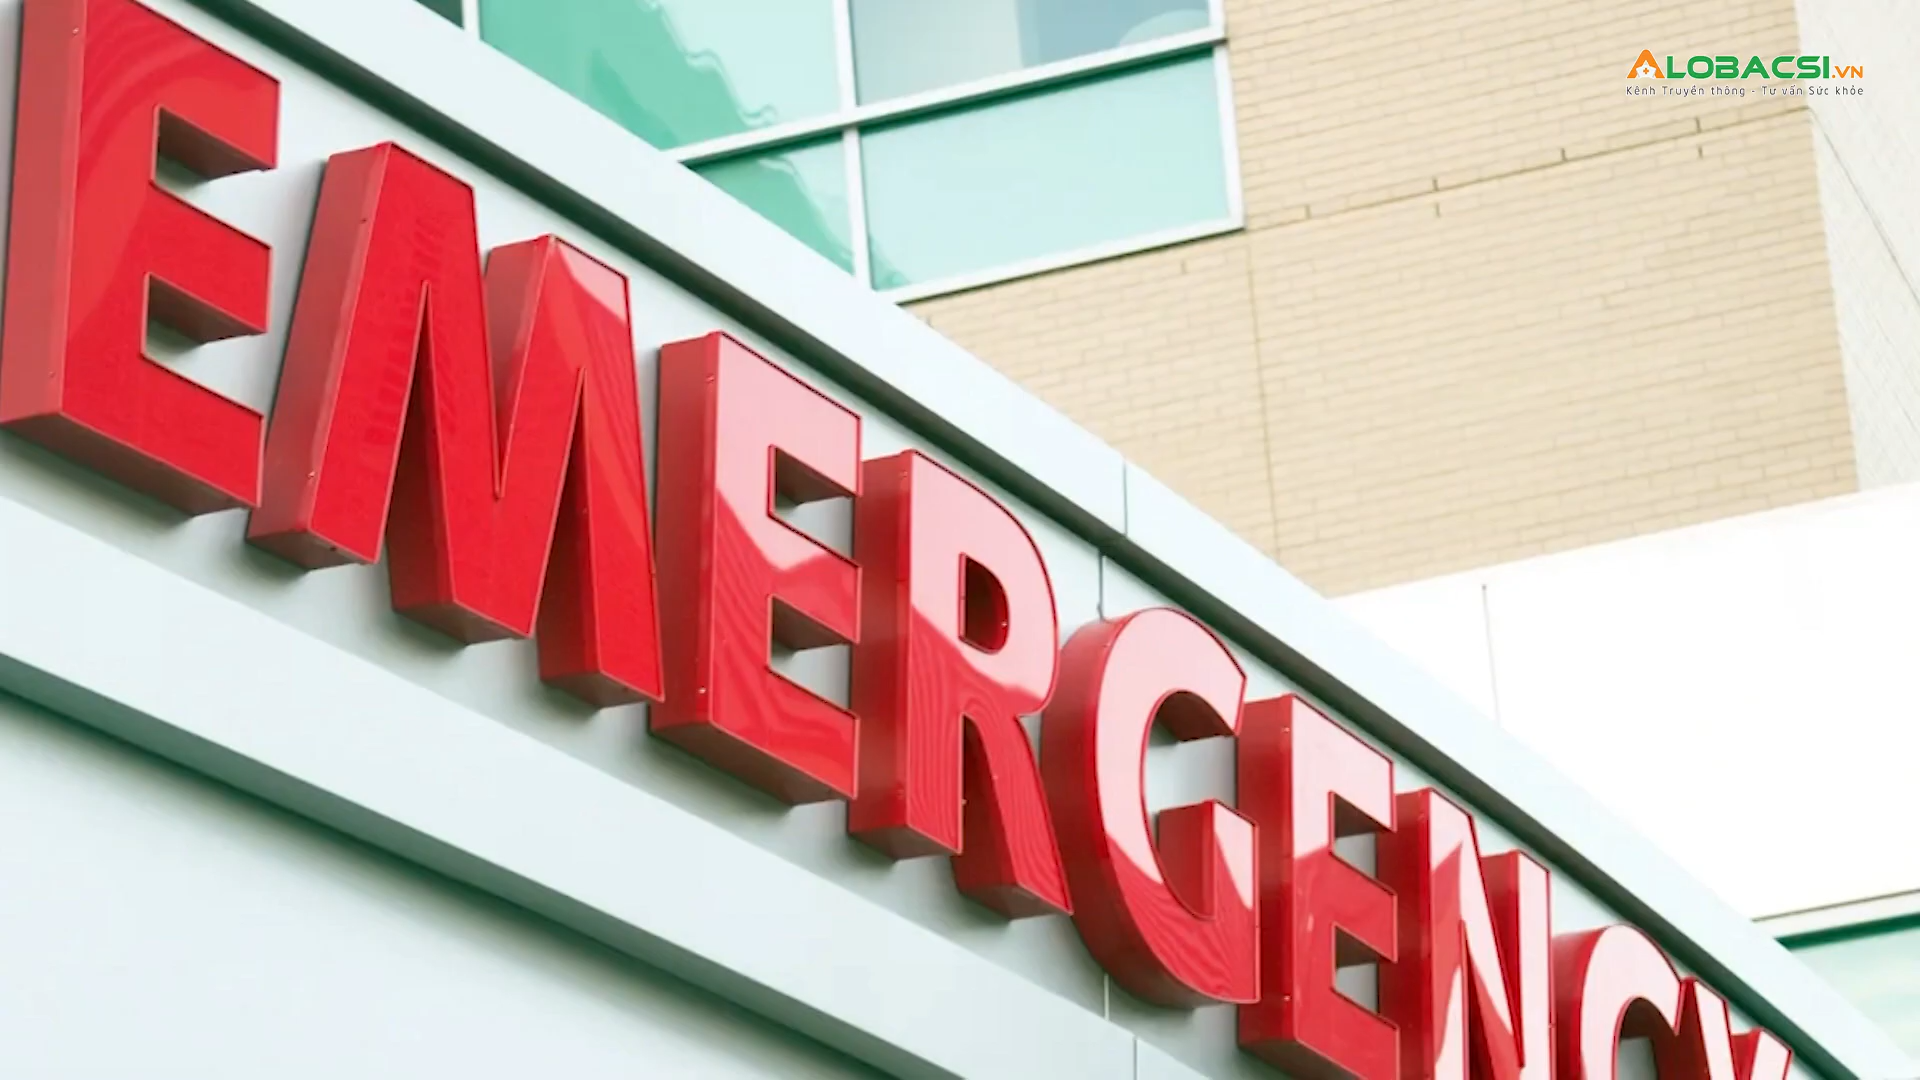 ALOBACSI.VN
Kênh Truyền thông - Tư vấn Sức khỏe
EMERGENCY